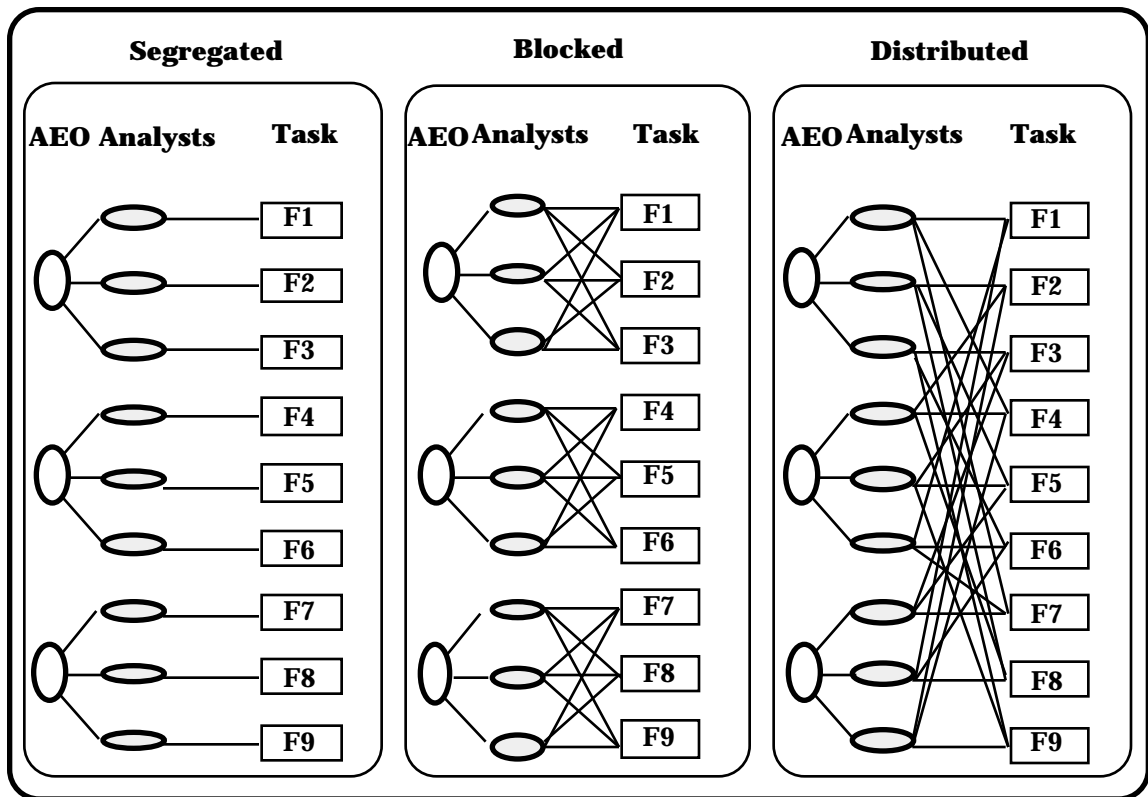 Segregated
AEO Analysts Task
F1
F2
F3
F4
F5
F6
F7
F8
F9
Blocked
AEO Analysts Task
F1
F2
F3
F4
F5
F6
F7
F8
F9
Distributed
AEO Analysts Task
F1
F2
F3
F4
F5
F6
F7
F8
F9